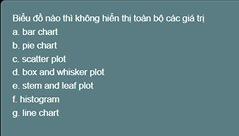 Biểu đồ nào thì không hiển thị toàn bộ các giá trị
a. bar chart
b. pie chart
c. scatter plot
d. box and whisker plot
e. stem and leaf plot
f. histogram
g. line chart